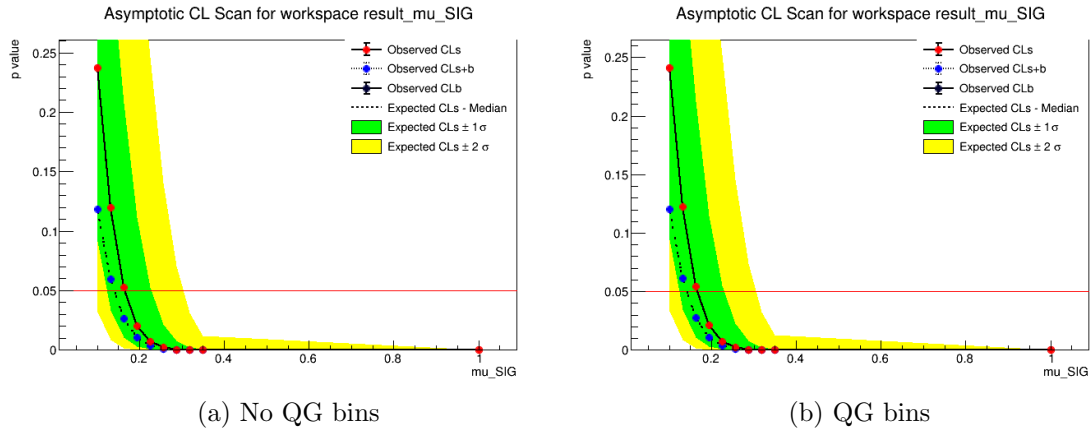 Asymptotic CL Scan for workspace result_mu_SIG
p value
0.25
0.2
0.15
0.1
0.05
0
0.2
0.4
0.6
0.8
1
mu_SIG
Observed CLs
Observed CLs+b
Observed CLb
Expected CLs - Median
Expected CLs ± 1σ
Expected CLs ± 2 σ
(a) No QG bins
Asymptotic CL Scan for workspace result_mu_SIG
p value
0.25
0.2
0.15
0.1
0.05
0
0.2
0.4
0.6
0.8
1
mu_SIG
Observed CLs
Observed CLs+b
Observed CLb
Expected CLs - Median
Expected CLs ± 1σ
Expected CLs ± 2 σ
(b) QG bins